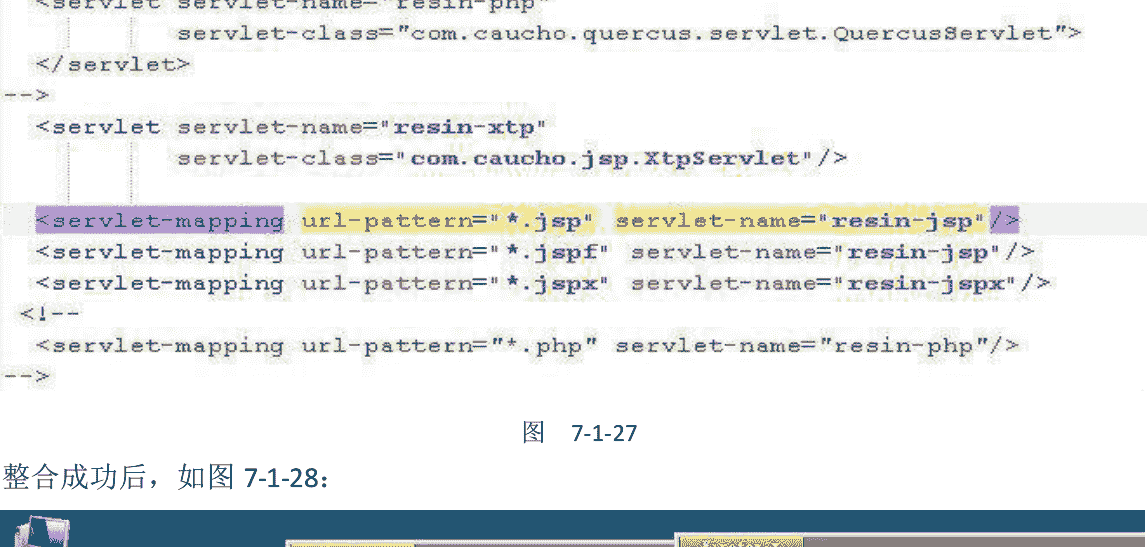 <servlet servlet-name="resin-php"
servlet-class="com.caucho.quercus.servlet.QuercusServlet">
</servlet>
-->
<servlet servlet-name="resin-xtp"
servlet-class="com.caucho.jsp.XtpServlet"/>
<servlet-mapping url-pattern="*.jsp" servlet-name="resin-jsp"/>
<servlet-mapping url-pattern="*.jspf" servlet-name="resin-jsp"/>
<servlet-mapping url-pattern="*.jspx" servlet-name="resin-jspx"/>
<!--
<servlet-mapping url-pattern="*.php" servlet-name="resin-php"/>
-->
图 7-1-27
整合成功后，如图 7-1-28：